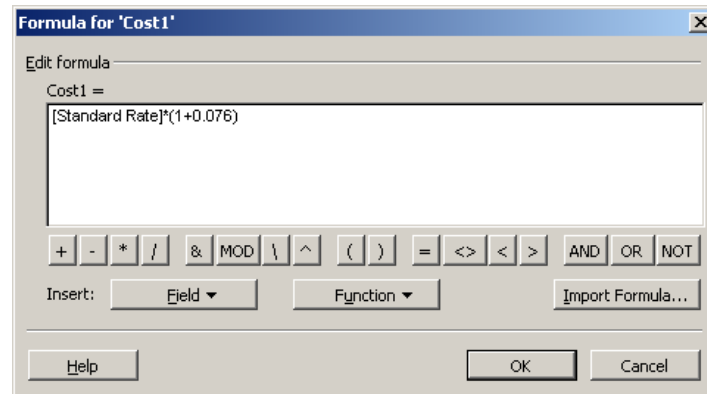 Formula for 'Cost1'
Edit formula
Cost1 =
[Standard Rate]*(1+0.076)
+ - * / & MOD \ ^ ( ) = <> < > AND OR NOT
Insert: Field Function Import Formula...
Help OK Cancel